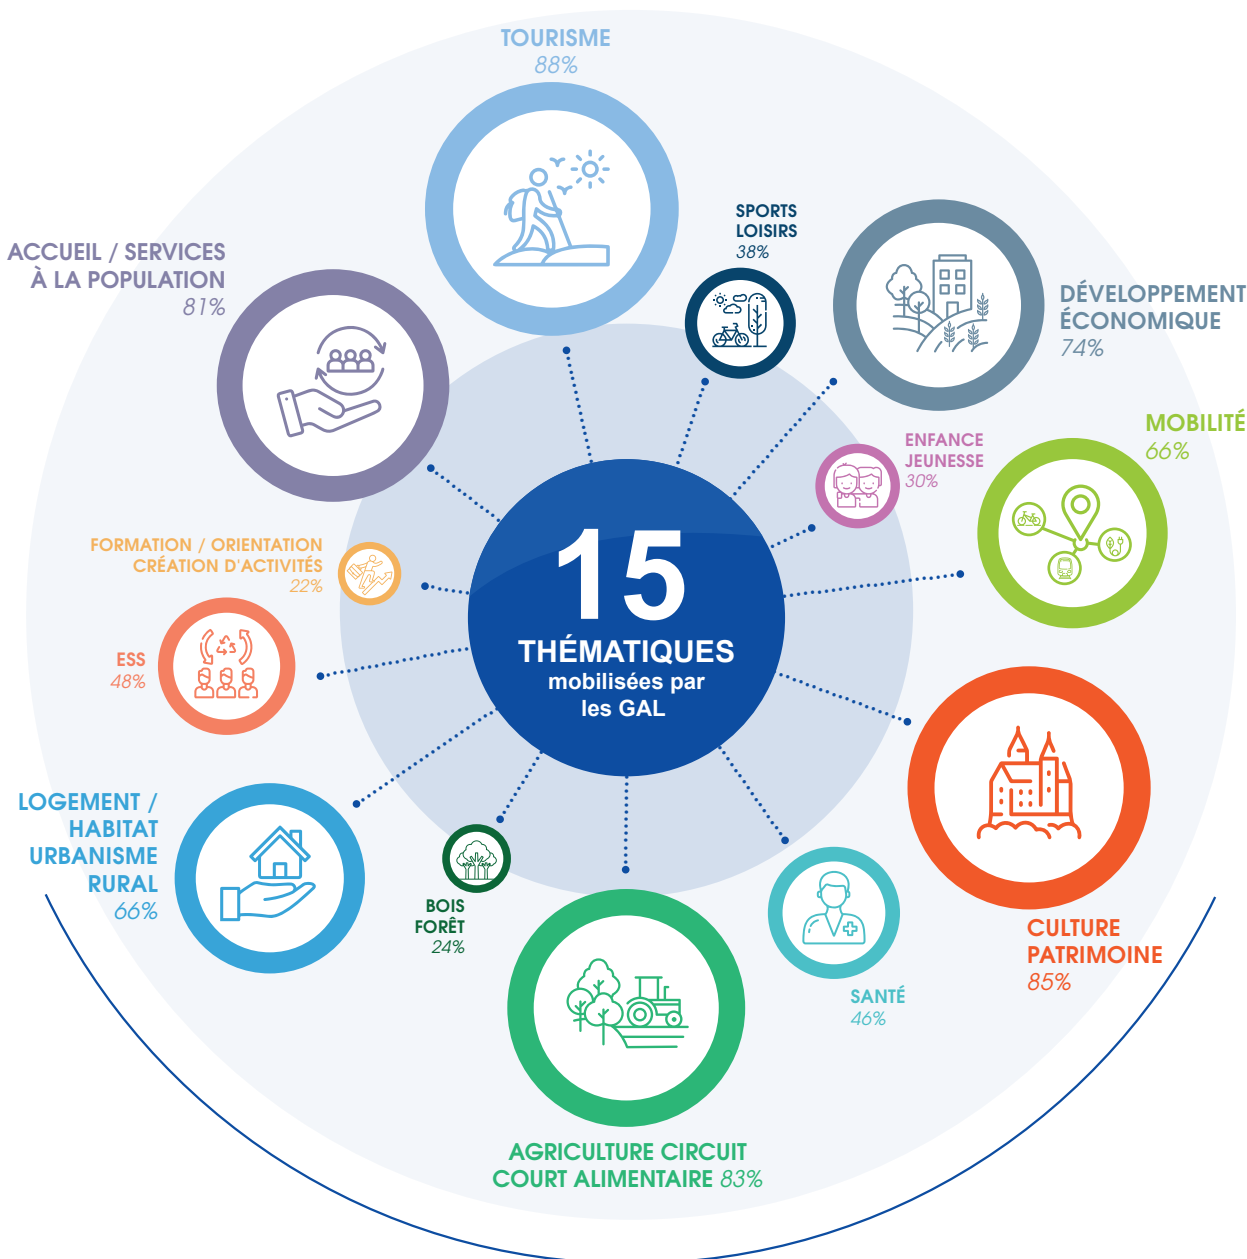 TOURISME
88%
SPORTS
LOISIRS
38%
ACCUEIL / SERVICES
À LA POPULATION
81%
DÉVELOPPEMENT
ÉCONOMIQUE
74%
MOBILITÉ
66%
ENFANCE
JEUNESSE
30%
FORMATION / ORIENTATION
CRÉATION D'ACTIVITÉS
22%
15
THÉMATIQUES
mobilisées par
les GAL
ESS
48%
LOGEMENT /
HABITAT
URBANISME
RURAL
66%
BOIS
FORÊT
24%
CULTURE
PATRIMOINE
85%
SANTÉ
46%
AGRICULTURE CIRCUIT
COURT ALIMENTAIRE 83%